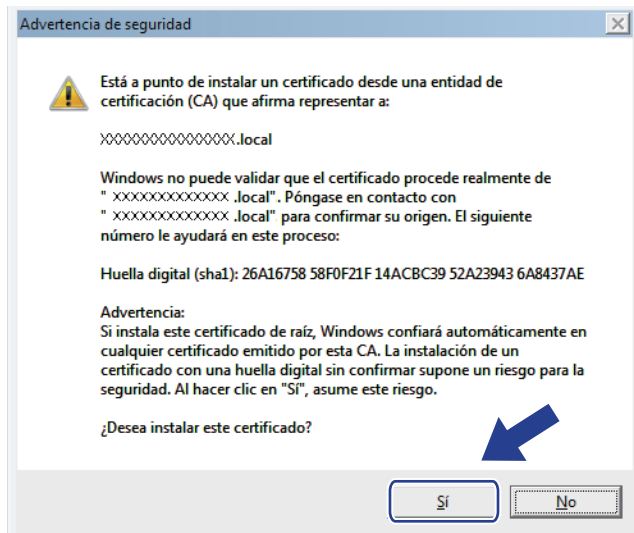 Advertencia de seguridad
Está a punto de instalar un certificado desde una entidad de
certificación (CA) que afirma representar a:
XXXXXXXXXXXXXXX.local
Windows no puede validar que el certificado procede realmente de
" XXXXXXXXXXXXX .local". Póngase en contacto con
" XXXXXXXXXXXXX .local" para confirmar su origen. El siguiente
número le ayudará en este proceso:
Huella digital (sha1): 26A16758 58F0F21F 14ACBC39 52A23943 6A8437AE
Advertencia:
Si instala este certificado de raíz, Windows confiará automáticamente en
cualquier certificado emitido por esta CA. La instalación de un
certificado con una huella digital sin confirmar supone un riesgo para la
seguridad. Al hacer clic en "Sí", asume este riesgo.
¿Desea instalar este certificado?
Sí No